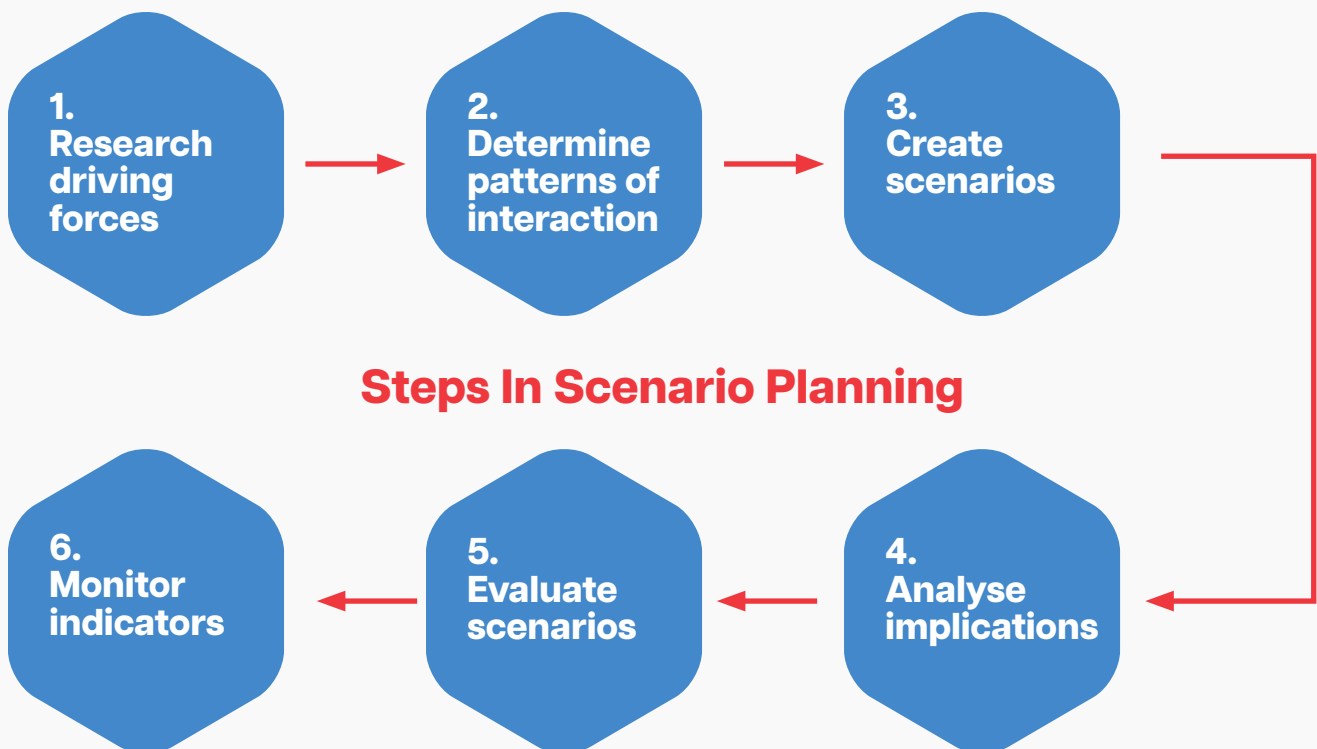 1.
Research
driving
forces
2.
Determine
patterns of
interaction
3.
Create
scenarios
Steps In Scenario Planning
4.
Analyse
implications
5.
Evaluate
scenarios
6.
Monitor
indicators